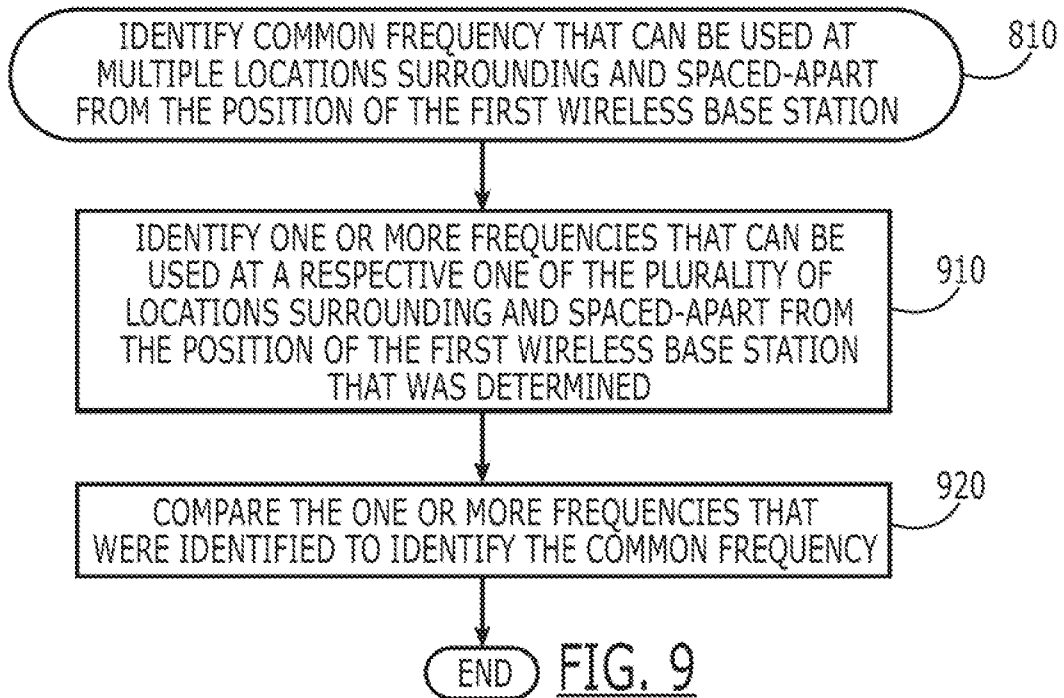 IDENTIFY COMMON FREQUENCY THAT CAN BE USED AT
MULTIPLE LOCATIONS SURROUNDING AND SPACED-APART
FROM THE POSITION OF THE FIRST WIRELESS BASE STATION
810
IDENTIFY ONE OR MORE FREQUENCIES THAT CAN BE
USED AT A RESPECTIVE ONE OF THE PLURALITY OF
LOCATIONS SURROUNDING AND SPACED-APART FROM
THE POSITION OF THE FIRST WIRELESS BASE STATION
THAT WAS DETERMINED
910
COMPARE THE ONE OR MORE FREQUENCIES THAT
WERE IDENTIFIED TO IDENTIFY THE COMMON FREQUENCY
920
END
FIG. 9